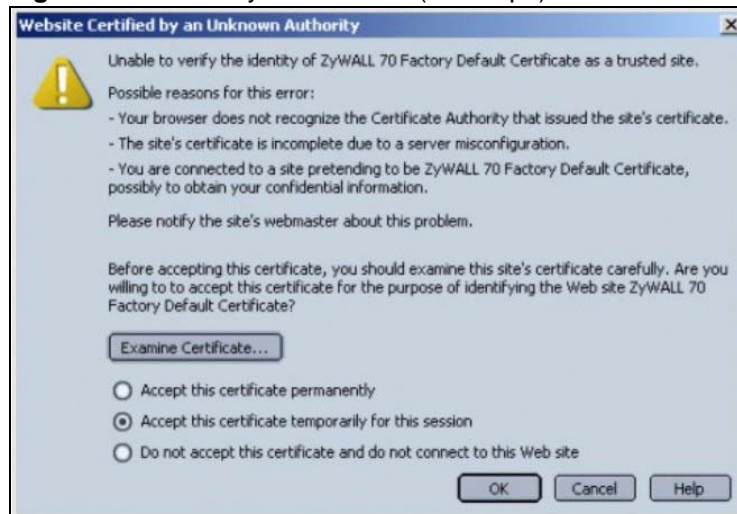 Website Certified by an Unknown Authority
Unable to verify the identity of ZyWALL 70 Factory Default Certificate as a trusted site.
Possible reasons for this error:
- Your browser does not recognize the Certificate Authority that issued the site's certificate.
- The site's certificate is incomplete due to a server misconfiguration.
- You are connected to a site pretending to be ZyWALL 70 Factory Default Certificate,
possibly to obtain your confidential information.
Please notify the site's webmaster about this problem.
Before accepting this certificate, you should examine this site's certificate carefully. Are you
willing to to accept this certificate for the purpose of identifying the Web site ZyWALL 70
Factory Default Certificate?
Examine Certificate...
Accept this certificate permanently
Accept this certificate temporarily for this session
Do not accept this certificate and do not connect to this Web site
OK Cancel Help